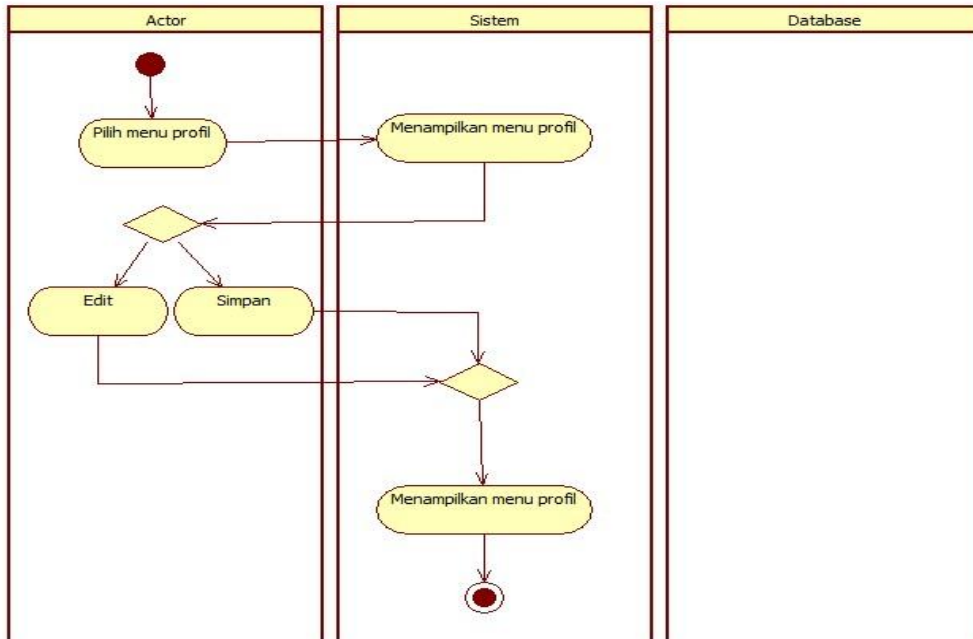 Actor
Sistem
Database
Pilih menu profil
Menampilkan menu profil
Edit
Simpan
Menampilkan menu profil